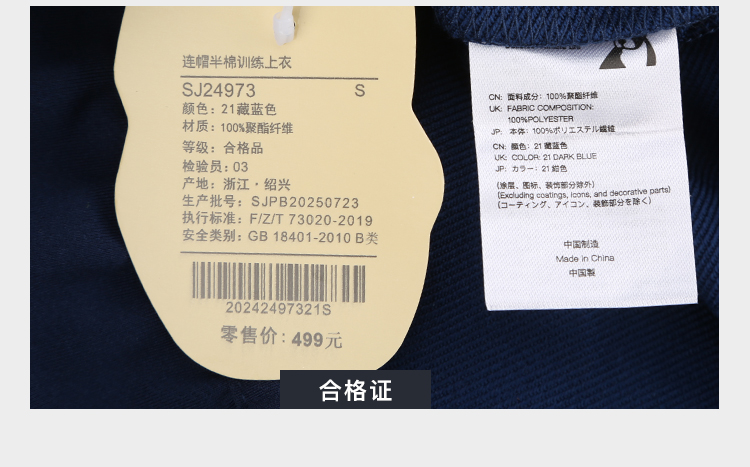 连帽半棉训练上衣
SJ24973 S
颜色: 21藏蓝色
材质: 100%聚酯纤维
等级: 合格品
检验员: 03
产地: 浙江·绍兴
生产批号: SJPB20250723
执行标准: F/Z/T 73020-2019
安全类别: GB 18401-2010 B类
20242497321S
零售价: 499元
CN: 面料成分: 100%聚酯纤维
UK: FABRIC COMPOSITION:
100%POLYESTER
JP: 本体: 100%ポリエステル繊維
CN: 颜色: 21 藏蓝色
UK: COLOR: 21 DARK BLUE
JP: カラー: 21 紺色
(涂层、图标、装饰部分除外)
(Excluding coatings, icons, and decorative parts)
(コーティング、アイコン、装飾部分を除く)
中国制造
Made in China
中国製
合格证